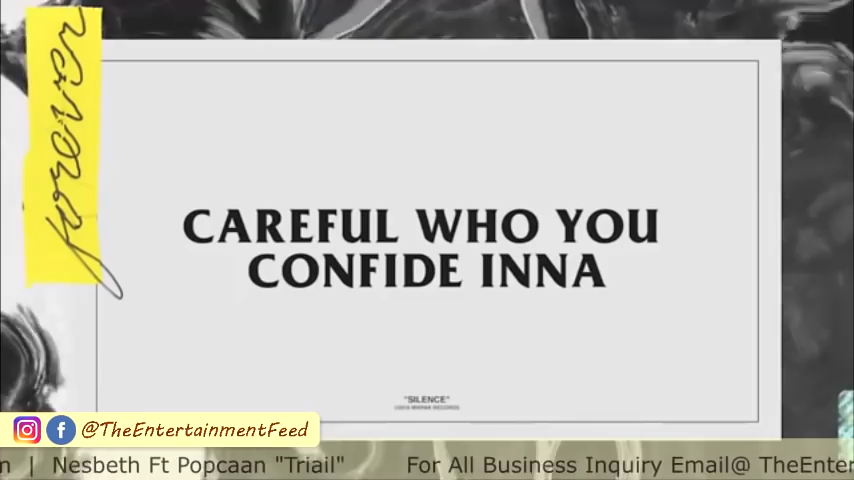 forever
CAREFUL WHO YOU
CONFIDE INNA
"SILENCE"
@TheEntertainmentFeed
n | Nesbeth Ft Popcaan "Triail" For All Business Inquiry Email@ TheEnter